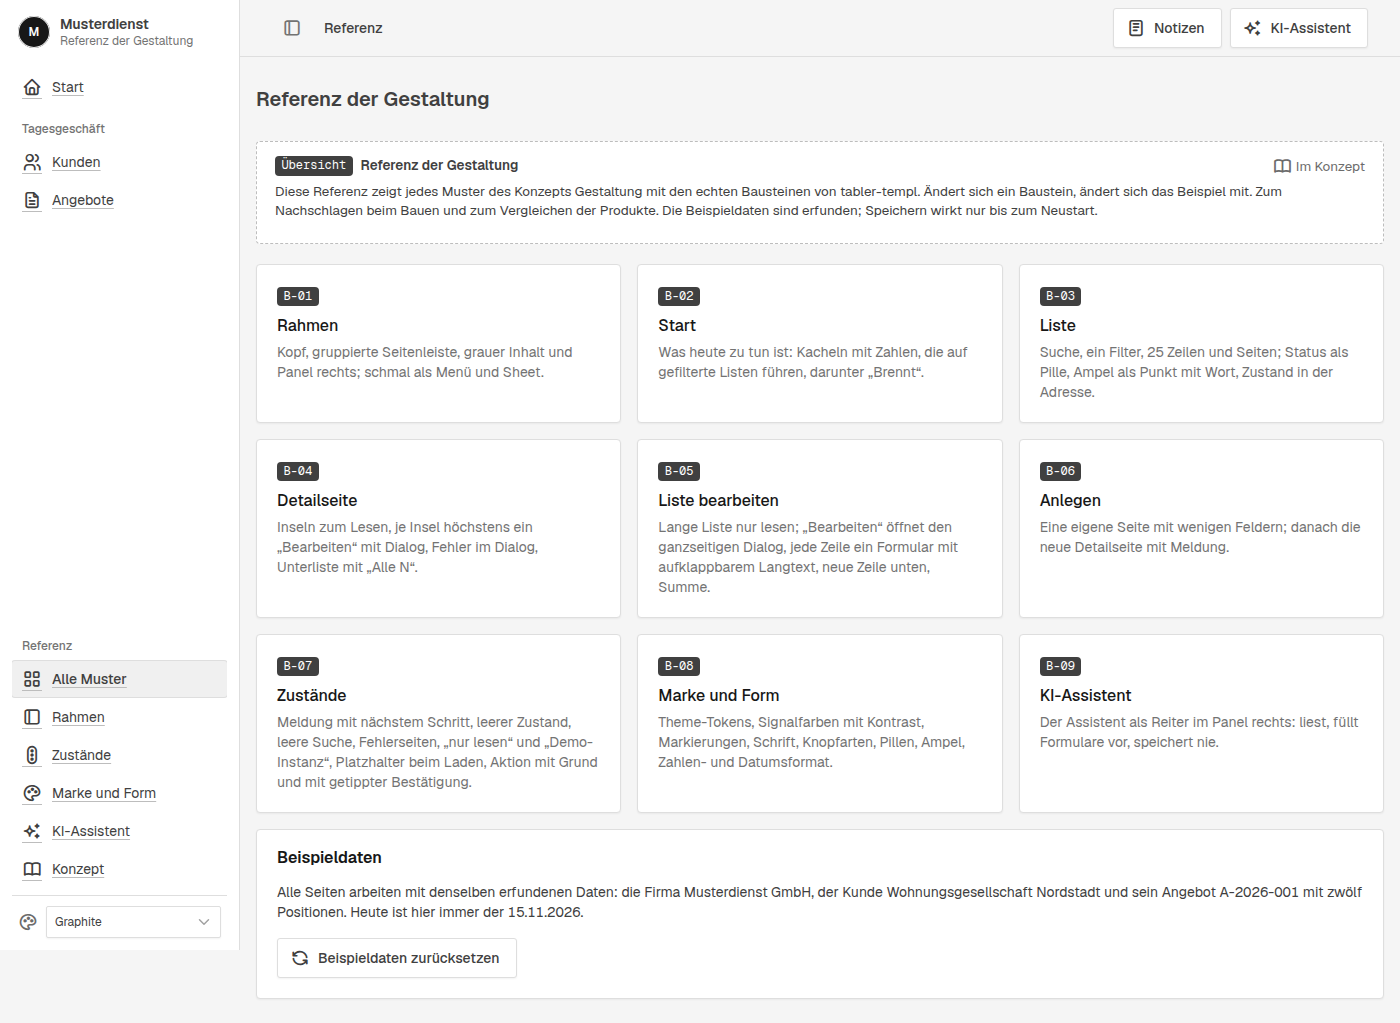 M
Musterdienst
Referenz der Gestaltung
Start
Tagesgeschäft
Kunden
Angebote
Referenz
Alle Muster
Rahmen
Zustände
Marke und Form
KI-Assistent
Konzept
Graphite
Referenz
Notizen
KI-Assistent
Referenz der Gestaltung
Übersicht Referenz der Gestaltung
Im Konzept
Diese Referenz zeigt jedes Muster des Konzepts Gestaltung mit den echten Bausteinen von tabler-templ. Ändert sich ein Baustein, ändert sich das Beispiel mit. Zum
Nachschlagen beim Bauen und zum Vergleichen der Produkte. Die Beispieldaten sind erfunden; Speichern wirkt nur bis zum Neustart.
B-01
Rahmen
Kopf, gruppierte Seitenleiste, grauer Inhalt und
Panel rechts; schmal als Menü und Sheet.
B-02
Start
Was heute zu tun ist: Kacheln mit Zahlen, die auf
gefilterte Listen führen, darunter „Brennt“.
B-03
Liste
Suche, ein Filter, 25 Zeilen und Seiten; Status als
Pille, Ampel als Punkt mit Wort, Zustand in der
Adresse.
B-04
Detailseite
Inseln zum Lesen, je Insel höchstens ein
„Bearbeiten“ mit Dialog, Fehler im Dialog,
Unterliste mit „Alle N“.
B-05
Liste bearbeiten
Lange Liste nur lesen; „Bearbeiten“ öffnet den
ganzseitigen Dialog, jede Zeile ein Formular mit
aufklappbarem Langtext, neue Zeile unten,
Summe.
B-06
Anlegen
Eine eigene Seite mit wenigen Feldern; danach die
neue Detailseite mit Meldung.
B-07
Zustände
Meldung mit nächstem Schritt, leerer Zustand,
leere Suche, Fehlerseiten, „nur lesen“ und „Demo-
Instanz“, Platzhalter beim Laden, Aktion mit Grund
und mit getippter Bestätigung.
B-08
Marke und Form
Theme-Tokens, Signalfarben mit Kontrast,
Markierungen, Schrift, Knopfarten, Pillen, Ampel,
Zahlen- und Datumsformat.
B-09
KI-Assistent
Der Assistent als Reiter im Panel rechts: liest, füllt
Formulare vor, speichert nie.
Beispieldaten
Alle Seiten arbeiten mit denselben erfundenen Daten: die Firma Musterdienst GmbH, der Kunde Wohnungsgesellschaft Nordstadt und sein Angebot A-2026-001 mit zwölf
Positionen. Heute ist hier immer der 15.11.2026.
Beispieldaten zurücksetzen